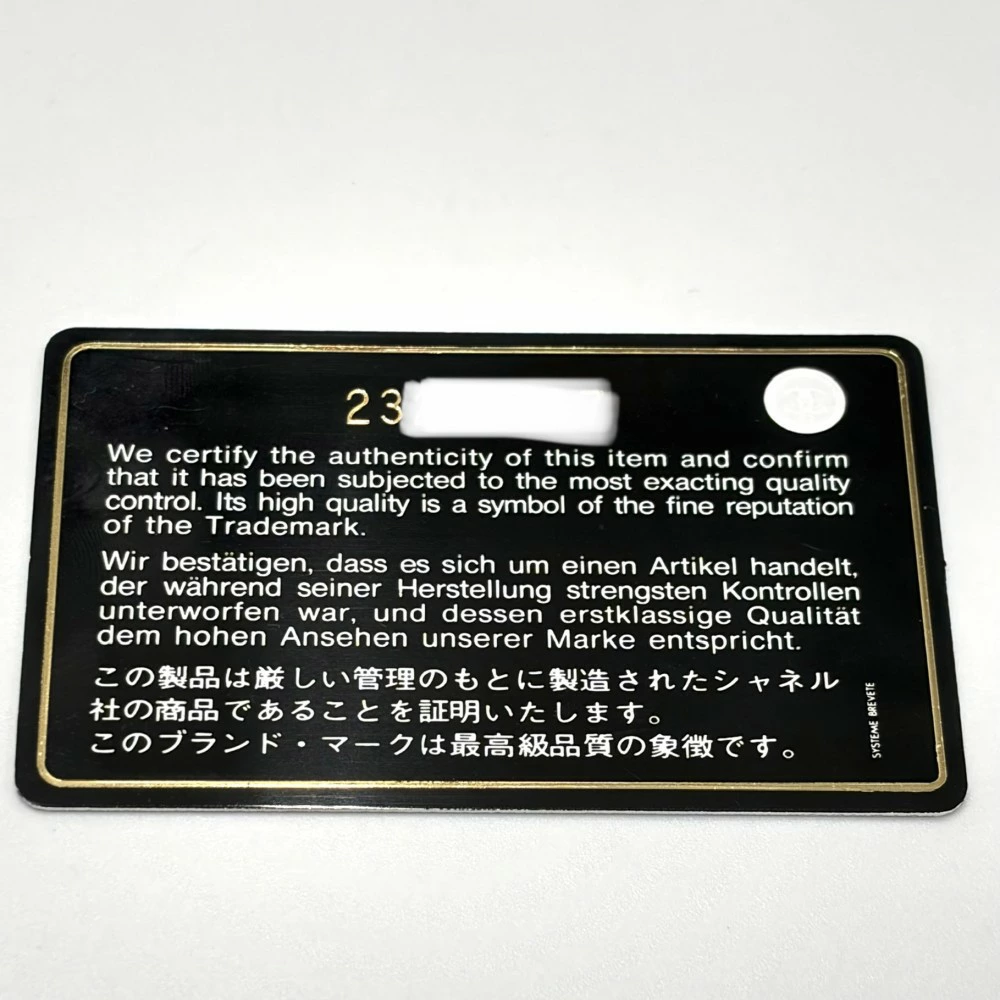 23
We certify the authenticity of this item and confirm
that it has been subjected to the most exacting quality
control. Its high quality is a symbol of the fine reputation
of the Trademark.
Wir bestätigen, dass es sich um einen Artikel handelt,
der während seiner Herstellung strengsten Kontrollen
unterworfen war, und dessen erstklassige Qualität
dem hohen Ansehen unserer Marke entspricht.
この製品は厳しい管理のもとに製造されたシャネル
社の商品であることを証明いたします。
このブランド・マークは最高級品質の象徴です。
SYSTEME BREVETE